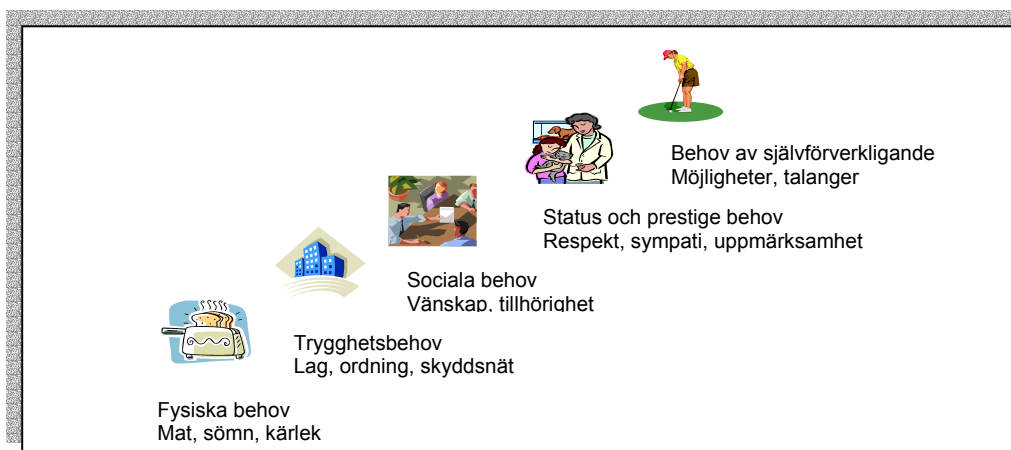 Behov av självförverkligande
Möjligheter, talanger
Status och prestige behov
Respekt, sympati, uppmärksamhet
Sociala behov
Vänskap, tillhörighet
Trygghetsbehov
Lag, ordning, skyddsnät
Fysiska behov
Mat, sömn, kärlek